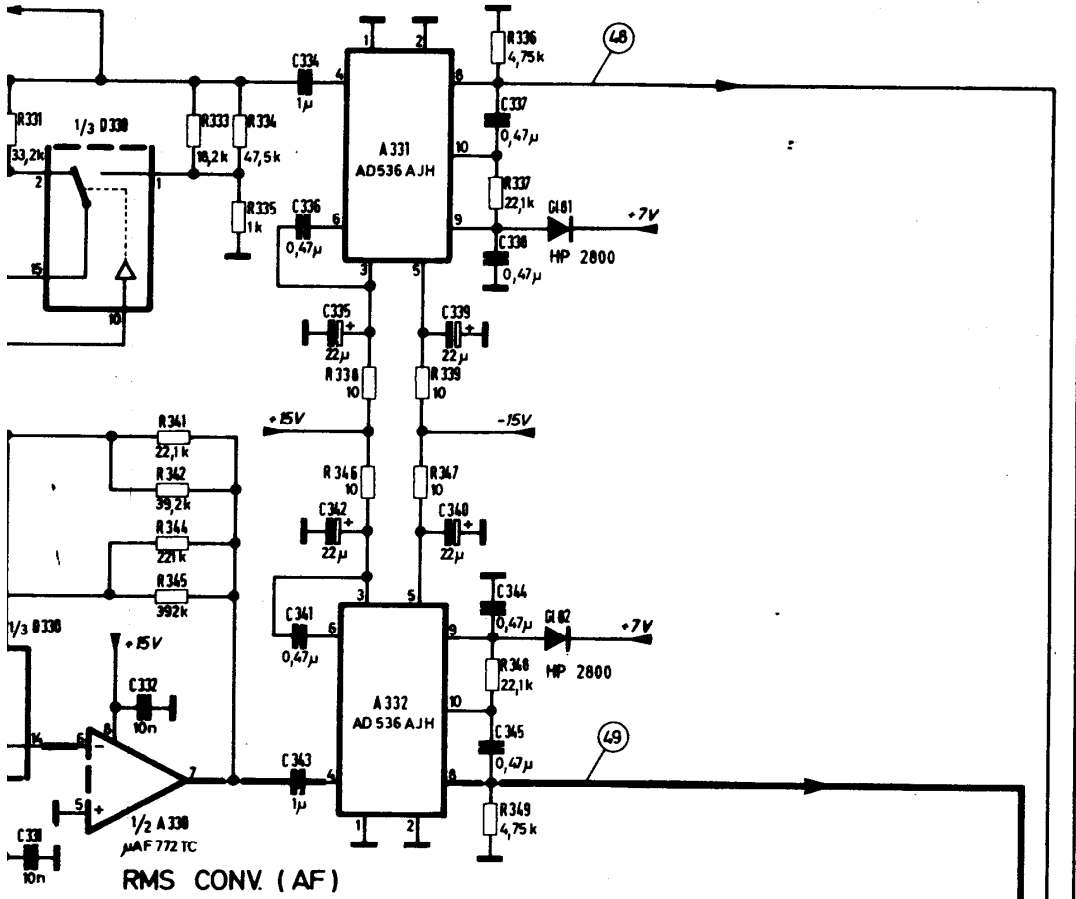 R336
4,75k
48
1
2
C334
1µ
4
8
C337
0,47µ
R331
33,2k
1/3 D330
R333
18,2k
R334
47,5k
A331
AD536 AJH
10
R337
22,1k
2
1
R335
1k
C336
0,47µ
6
9
GL81
+7V
HP 2800
C338
0,47µ
15
10
3
5
C335
+
22µ
C339
+
22µ
R338
10
R339
10
+15V
-15V
R341
22,1k
R342
39,2k
R344
221k
R345
392k
R346
10
R347
10
C342
+
22µ
C340
+
22µ
3
5
C344
0,47µ
C341
0,47µ
6
9
GL82
+7V
HP 2800
1/3 D330
+15V
C332
10n
R348
22,1k
A332
AD536 AJH
10
C345
0,47µ
49
14
6
-
8
7
C343
1µ
4
8
5
+
R349
4,75k
1/2 A330
µAF 772 TC
1
2
C331
10n
RMS CONV. (AF)